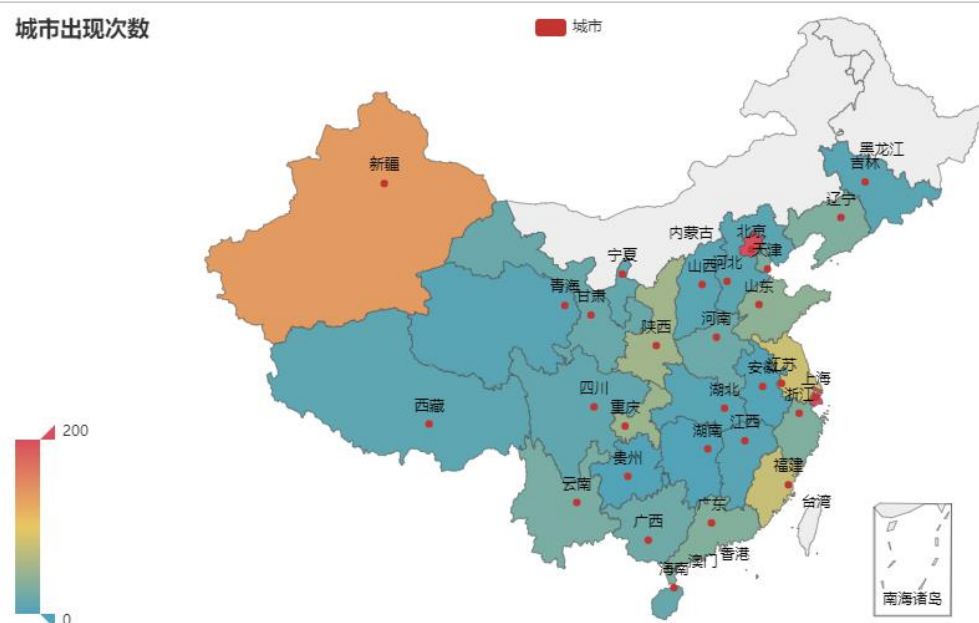 城市出现次数
城市
黑龙江
吉林
新疆
辽宁
北京
内蒙古
天津
宁夏
山西
河北
青海
甘肃
山东
陕西
河南
安徽
江苏
上海
四川
湖北
浙江
西藏
重庆
江西
湖南
200
贵州
福建
云南
台湾
广东
广西
香港
澳门
海南
南海诸岛
0